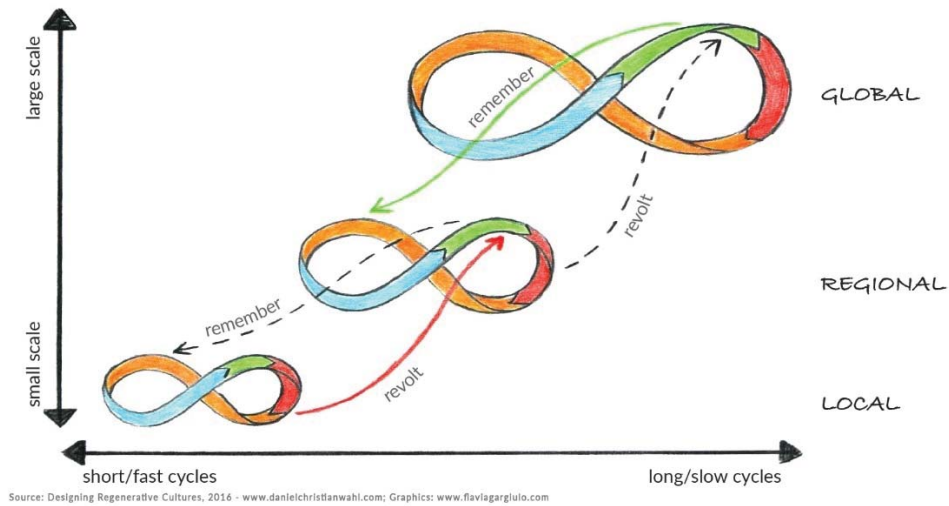 large scale
small scale
GLOBAL
remember
revolt
REGIONAL
remember
revolt
LOCAL
short/fast cycles
long/slow cycles
Source: Designing Regenerative Cultures, 2016 - www.danielchristianwahl.com; Graphics: www.flaviagargiulo.com